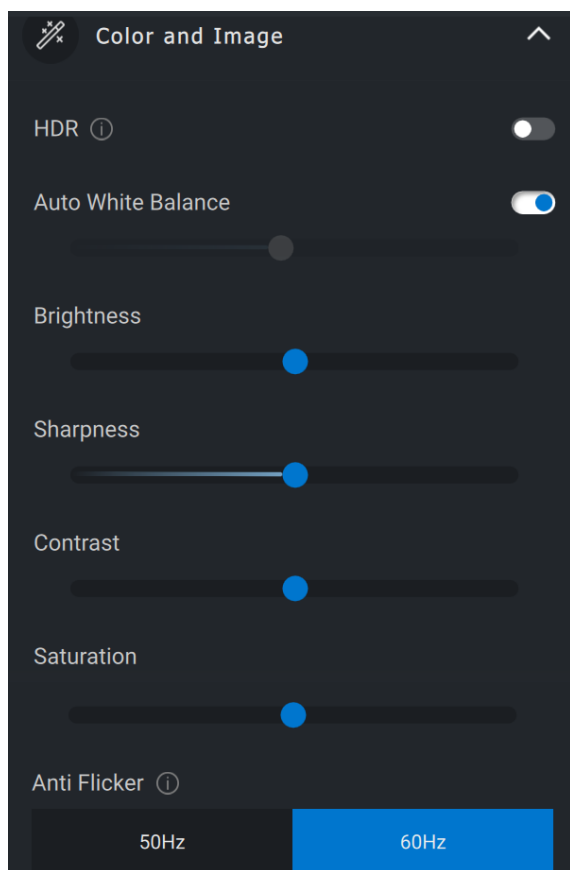 Color and Image
HDR
Auto White Balance
Brightness
Sharpness
Contrast
Saturation
Anti Flicker
50Hz 60Hz